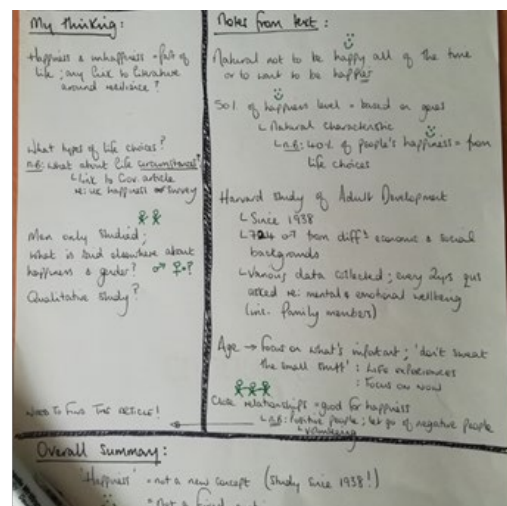 My thinking:
Happiness & unhappiness = part of
life; any link to literature
around resilience?
What types of life choices?
n.B: what about life circumstances?
Link to Gov. article
re: UK happiness survey
Men only studied;
what is said elsewhere about
happiness & gender? ♂ ♀ ?
Qualitative study?
NEED TO FIND THIS ARTICLE!
Notes from text:
Natural not to be happy all of the time
or to want to be happier
50% of happiness level = based on genes
Natural characteristic
n.B: 40% of people's happiness = from
life choices
Harvard study of Adult Development
Since 1938
724 ♂ from diff't economic & social
backgrounds
Various data collected; every 2yrs qus
asked re: mental & emotional wellbeing
(inc. family members)
Age → Focus on what's important; 'don't sweat
the small stuff' : Life experiences
: Focus on now
Close relationships = good for happiness
n.B: Positive people; let go of negative people
Overall Summary:
'Happiness' = not a new concept (study since 1938!)
= Not a